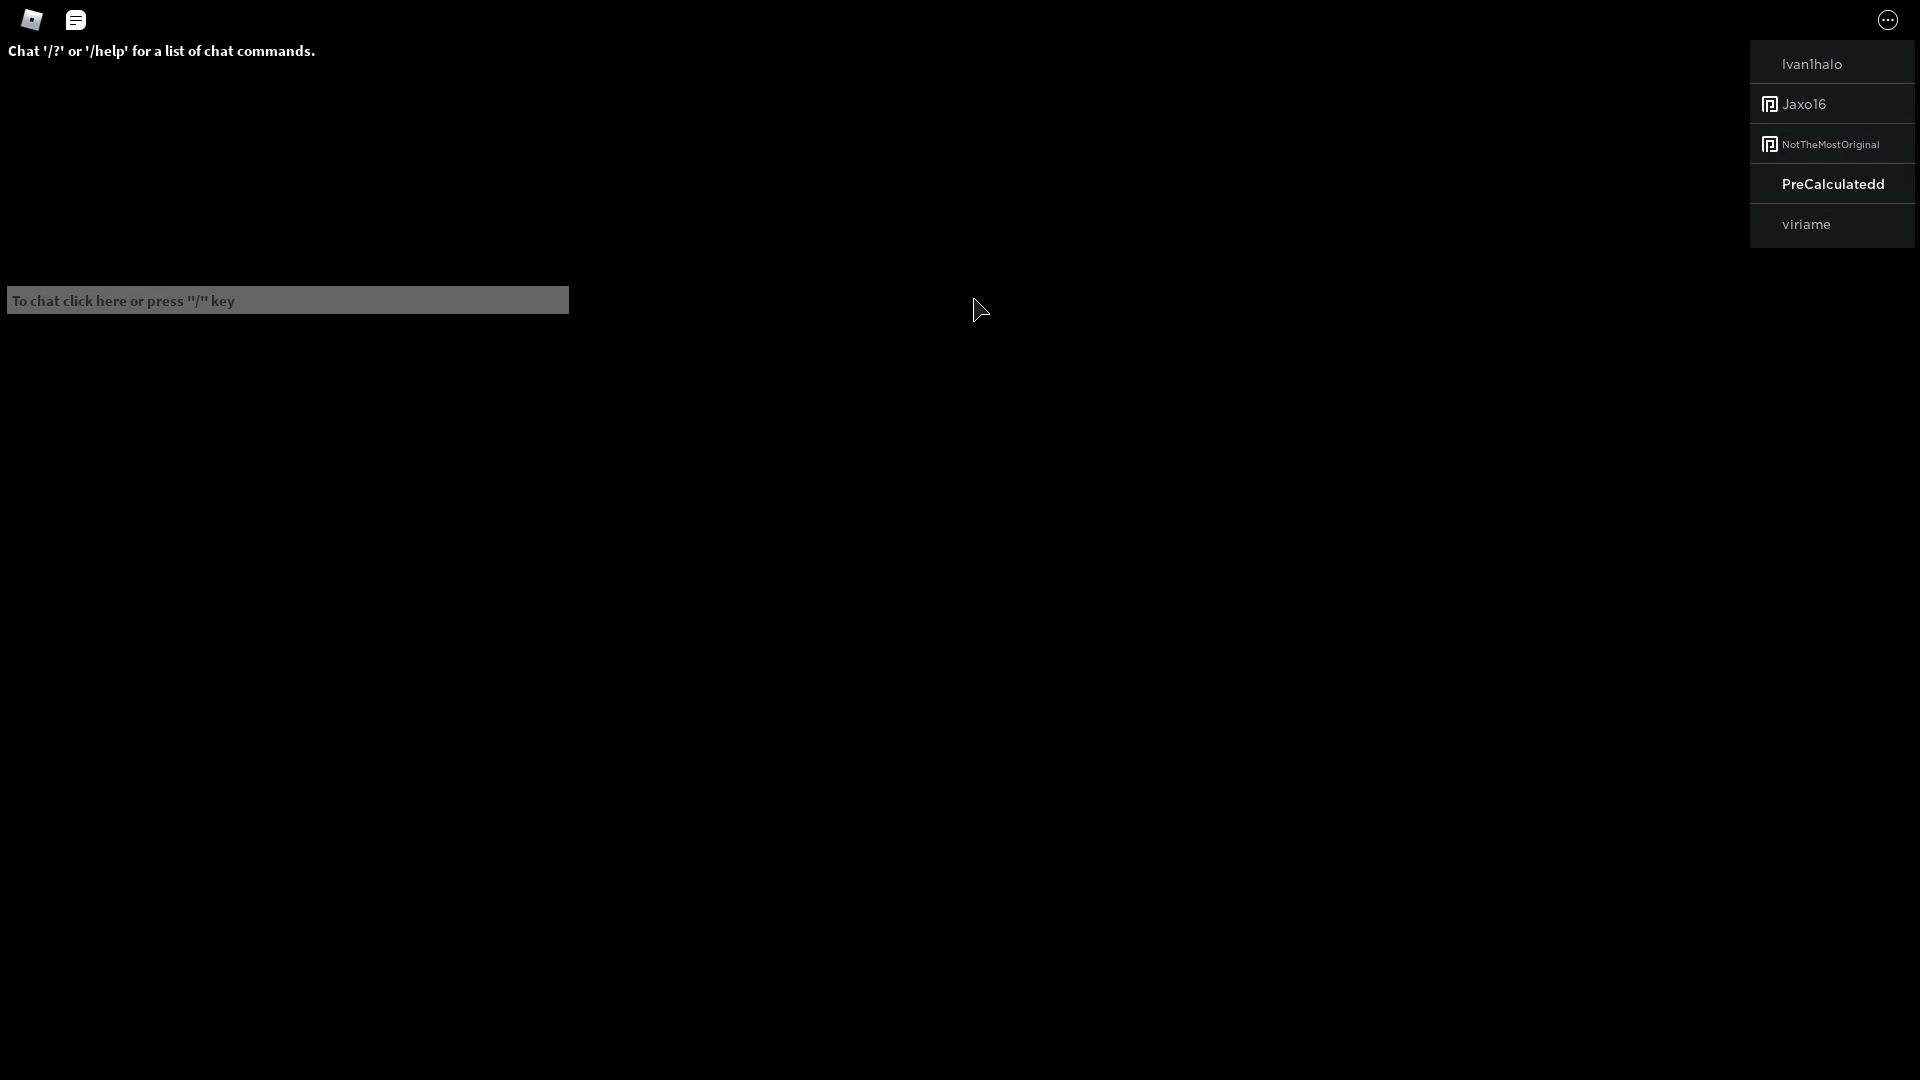 Chat '/?' or '/help' for a list of chat commands.
Ivan1halo
Jaxo16
NotTheMostOriginal
PreCalculatedd
viriame
To chat click here or press "/" key